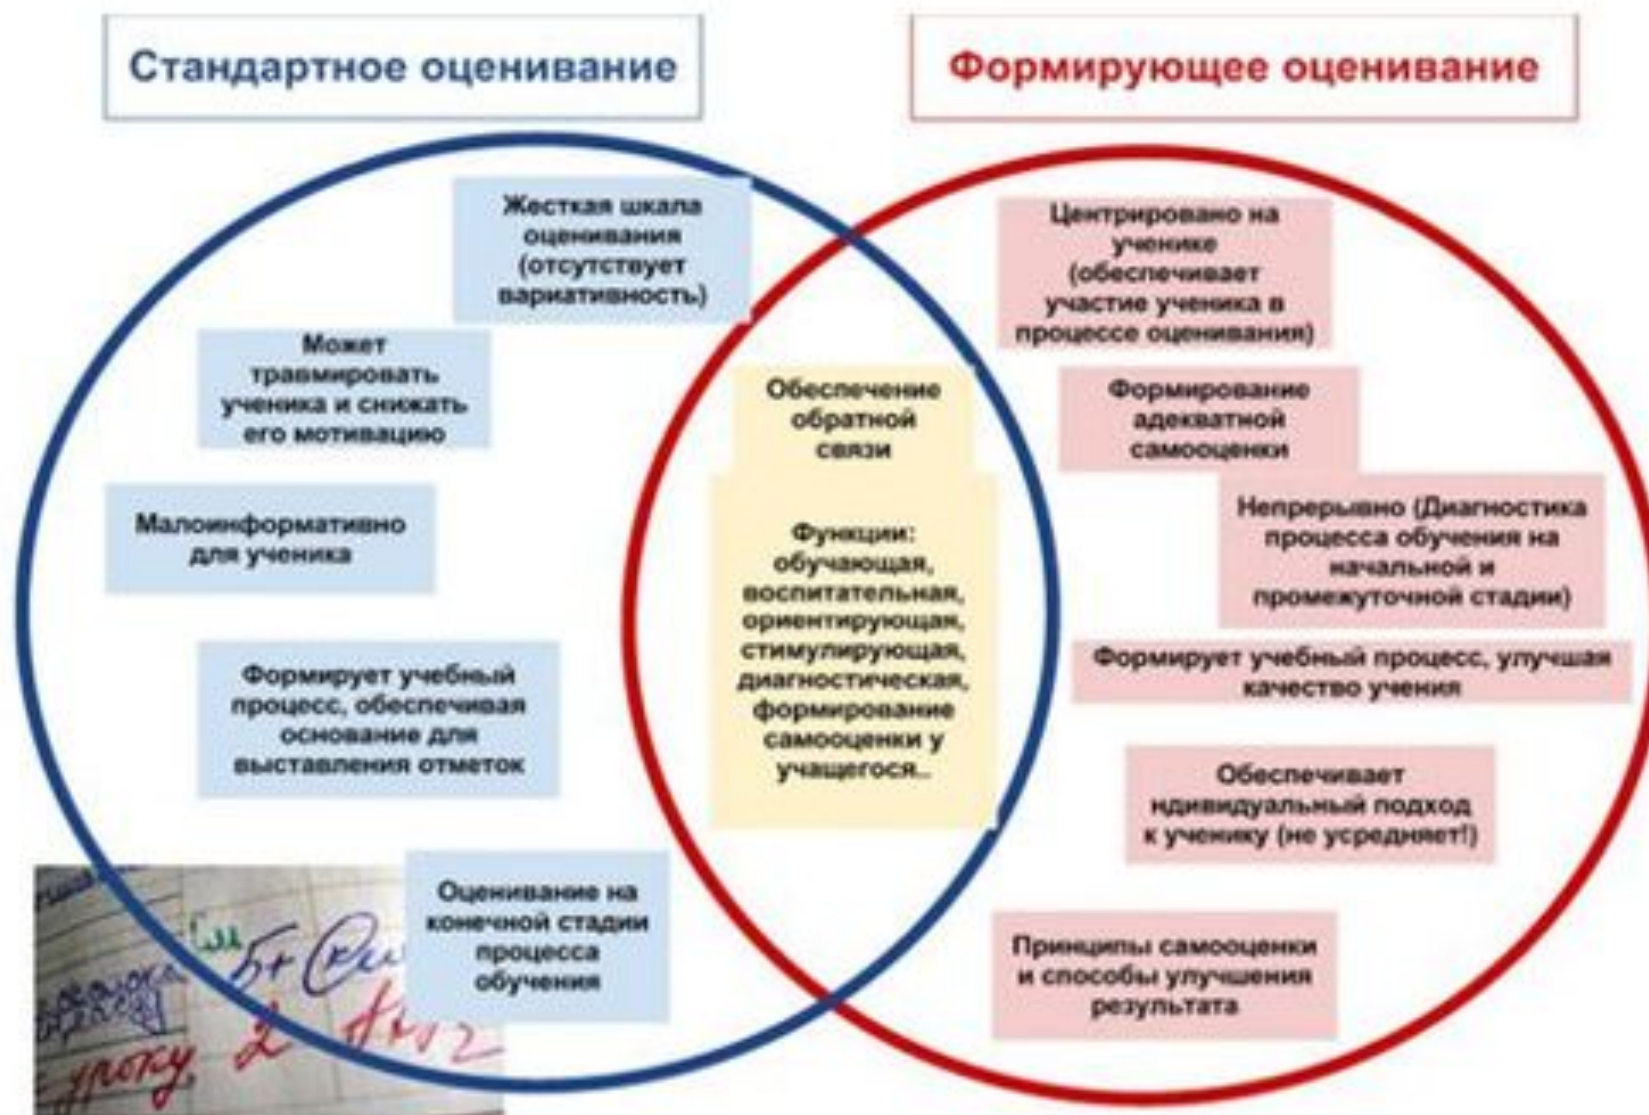 Стандартное оценивание
Формирующее оценивание
Жесткая шкала
оценивания
(отсутствует
вариативность)
Может
травмировать
ученика и снижать
его мотивацию
Малоинформативно
для ученика
Формирует учебный
процесс, обеспечивая
основание для
выставления отметок
Оценивание на
конечной стадии
процесса
обучения
Обеспечение
обратной
связи
Функции:
обучающая,
воспитательная,
ориентирующая,
стимулирующая,
диагностическая,
формирование
самооценки у
учащегося..
Центрировано на
ученике
(обеспечивает
участие ученика в
процессе оценивания)
Формирование
адекватной
самооценки
Непрерывно (Диагностика
процесса обучения на
начальной и
промежуточной стадии)
Формирует учебный процесс, улучшая
качество учения
Обеспечивает
ндивидуальный подход
к ученику (не усредняет!)
Принципы самооценки
и способы улучшения
результата
5+
уроку 2